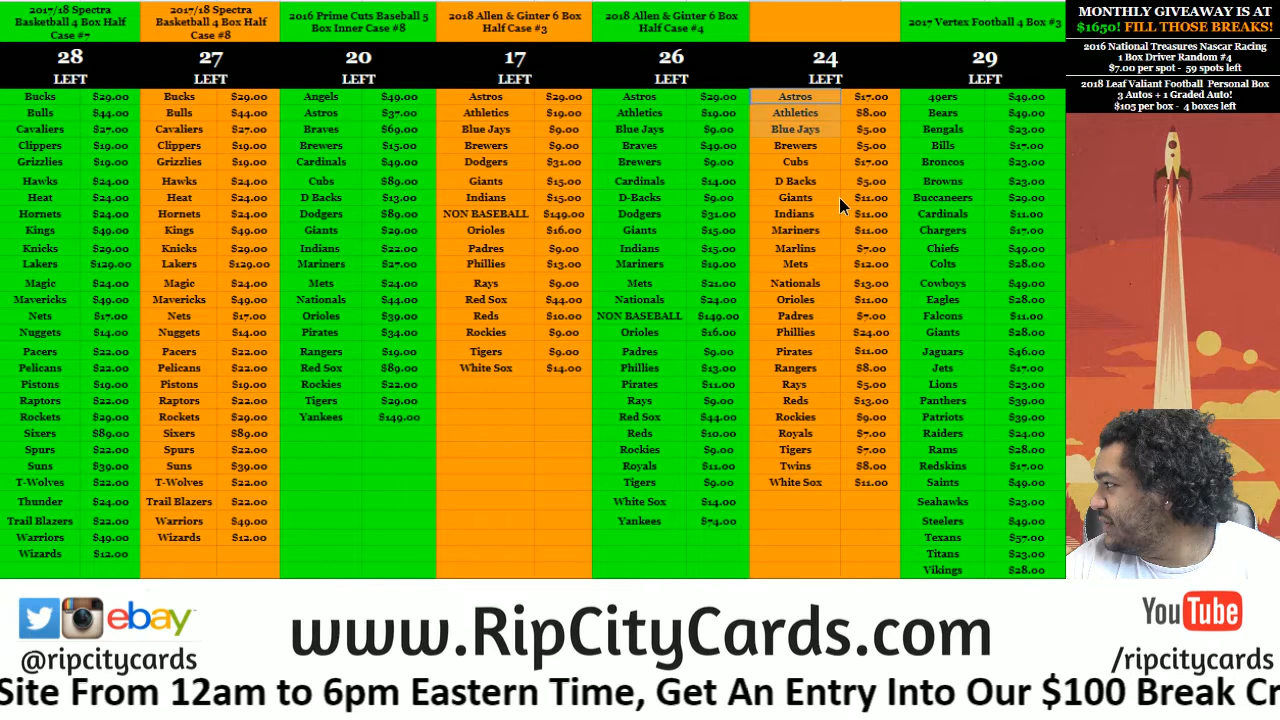 2017/18 Spectra
Basketball 4 Box Half
Case #7
28
LEFT
Bucks $29.00
Bulls $44.00
Cavaliers $27.00
Clippers $19.00
Grizzlies $19.00
Hawks $24.00
Heat $24.00
Hornets $24.00
Kings $49.00
Knicks $29.00
Lakers $129.00
Magic $24.00
Mavericks $49.00
Nets $17.00
Nuggets $14.00
Pacers $22.00
Pelicans $22.00
Pistons $19.00
Raptors $22.00
Rockets $29.00
Sixers $89.00
Spurs $22.00
Suns $39.00
T-Wolves $22.00
Thunder $24.00
Trail Blazers $22.00
Warriors $49.00
Wizards $12.00
2017/18 Spectra
Basketball 4 Box Half
Case #8
27
LEFT
Bucks $29.00
Bulls $44.00
Cavaliers $27.00
Clippers $19.00
Grizzlies $19.00
Hawks $24.00
Heat $24.00
Hornets $24.00
Kings $49.00
Knicks $29.00
Lakers $129.00
Magic $24.00
Mavericks $49.00
Nets $17.00
Nuggets $14.00
Pacers $22.00
Pelicans $22.00
Pistons $19.00
Raptors $22.00
Rockets $29.00
Sixers $89.00
Spurs $22.00
Suns $39.00
T-Wolves $22.00
Trail Blazers $22.00
Warriors $49.00
Wizards $12.00
2016 Prime Cuts Baseball 5
Box Inner Case #8
20
LEFT
Angels $49.00
Astros $37.00
Braves $69.00
Brewers $15.00
Cardinals $49.00
Cubs $89.00
D Backs $13.00
Dodgers $89.00
Giants $29.00
Indians $22.00
Mariners $27.00
Mets $24.00
Nationals $44.00
Orioles $39.00
Pirates $34.00
Rangers $19.00
Red Sox $89.00
Rockies $22.00
Tigers $29.00
Yankees $149.00
2018 Allen & Ginter 6 Box
Half Case #3
17
LEFT
Astros $29.00
Athletics $19.00
Blue Jays $9.00
Brewers $9.00
Dodgers $31.00
Giants $15.00
Indians $15.00
NON BASEBALL $149.00
Orioles $16.00
Padres $9.00
Phillies $13.00
Rays $9.00
Red Sox $44.00
Reds $10.00
Rockies $9.00
Tigers $9.00
White Sox $14.00
2018 Allen & Ginter 6 Box
Half Case #4
26
LEFT
Astros $29.00
Athletics $19.00
Blue Jays $9.00
Braves $49.00
Brewers $9.00
Cardinals $14.00
D-Backs $9.00
Dodgers $31.00
Giants $15.00
Indians $15.00
Mariners $19.00
Mets $21.00
Nationals $24.00
NON BASEBALL $149.00
Orioles $16.00
Padres $9.00
Phillies $13.00
Pirates $11.00
Rays $9.00
Red Sox $44.00
Reds $10.00
Rockies $9.00
Royals $11.00
Tigers $9.00
White Sox $14.00
Yankees $74.00
24
LEFT
Astros $17.00
Athletics $8.00
Blue Jays $5.00
Brewers $5.00
Cubs $17.00
D Backs $5.00
Giants $11.00
Indians $11.00
Mariners $11.00
Marlins $7.00
Mets $12.00
Nationals $13.00
Orioles $11.00
Padres $7.00
Phillies $24.00
Pirates $11.00
Rangers $8.00
Rays $5.00
Reds $13.00
Rockies $9.00
Royals $7.00
Tigers $7.00
Twins $8.00
White Sox $11.00
2017 Vertex Football 4 Box #3
29
LEFT
49ers $49.00
Bears $49.00
Bengals $23.00
Bills $17.00
Broncos $23.00
Browns $23.00
Buccaneers $29.00
Cardinals $11.00
Chargers $17.00
Chiefs $49.00
Colts $28.00
Cowboys $49.00
Eagles $28.00
Falcons $11.00
Giants $28.00
Jaguars $46.00
Jets $17.00
Lions $23.00
Panthers $39.00
Patriots $39.00
Raiders $24.00
Rams $28.00
Redskins $17.00
Saints $49.00
Seahawks $23.00
Steelers $49.00
Texans $57.00
Titans $23.00
Vikings $28.00
MONTHLY GIVEAWAY IS AT
$1650! FILL THOSE BREAKS!
2016 National Treasures Nascar Racing
1 Box Driver Random #4
$7.00 per spot - 59 spots left
2018 Leaf Valiant Football Personal Box
3 Autos + 1 Graded Auto!
$105 per box - 4 boxes left
ebay
@ripcitycards
www.RipCityCards.com
YouTube
/ripcitycards
Site From 12am to 6pm Eastern Time, Get An Entry Into Our $100 Break Cr